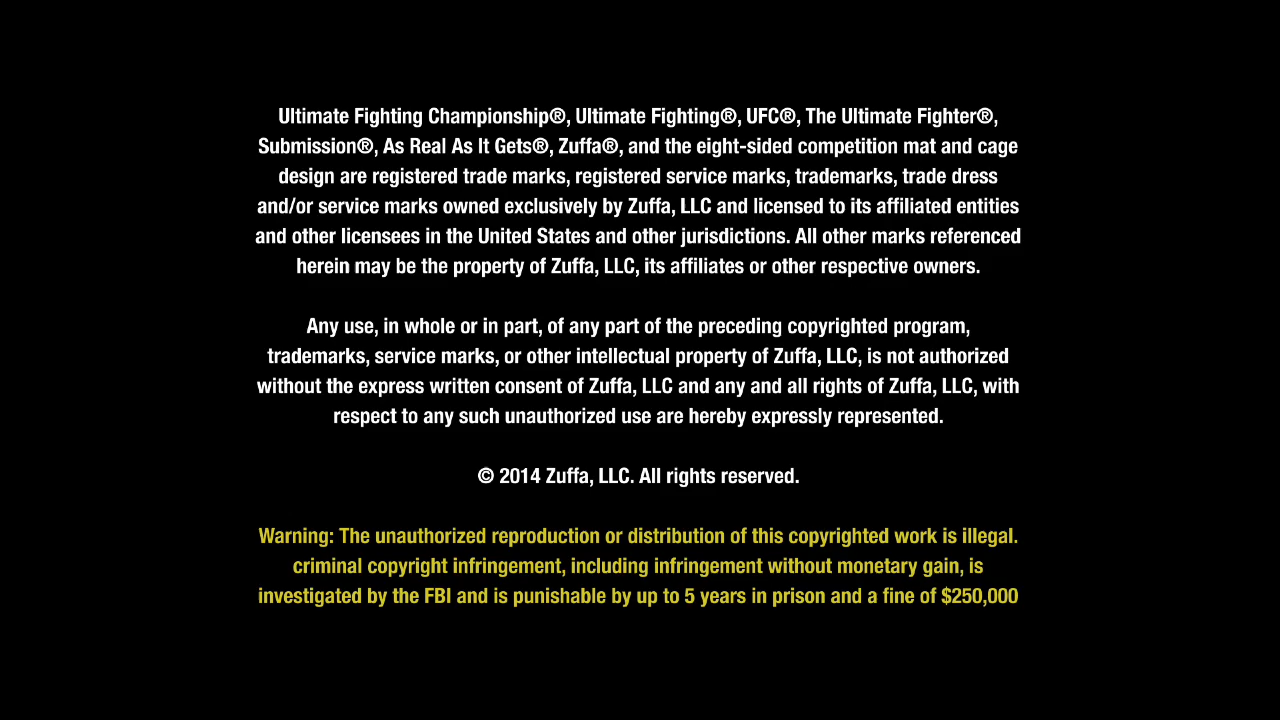 Ultimate Fighting Championship®, Ultimate Fighting®, UFC®, The Ultimate Fighter®,
Submission®, As Real As It Gets®, Zuffa®, and the eight-sided competition mat and cage
design are registered trade marks, registered service marks, trademarks, trade dress
and/or service marks owned exclusively by Zuffa, LLC and licensed to its affiliated entities
and other licensees in the United States and other jurisdictions. All other marks referenced
herein may be the property of Zuffa, LLC, its affiliates or other respective owners.
Any use, in whole or in part, of any part of the preceding copyrighted program,
trademarks, service marks, or other intellectual property of Zuffa, LLC, is not authorized
without the express written consent of Zuffa, LLC and any and all rights of Zuffa, LLC, with
respect to any such unauthorized use are hereby expressly represented.
© 2014 Zuffa, LLC. All rights reserved.
Warning: The unauthorized reproduction or distribution of this copyrighted work is illegal.
criminal copyright infringement, including infringement without monetary gain, is
investigated by the FBI and is punishable by up to 5 years in prison and a fine of $250,000